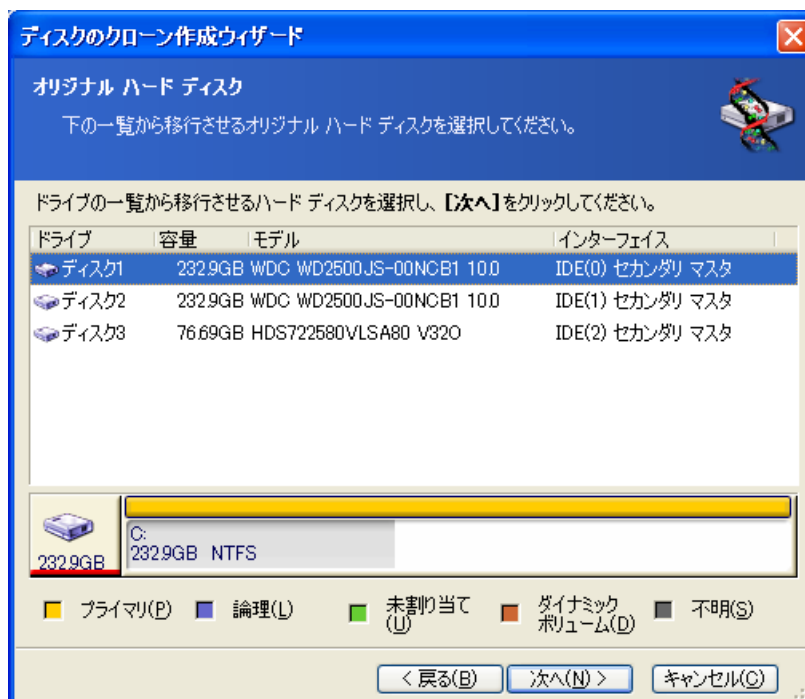 ディスクのクローン作成ウィザード
オリジナル ハード ディスク
下の一覧から移行させるオリジナル ハード ディスクを選択してください。
ドライブの一覧から移行させるハード ディスクを選択し、[次へ]をクリックしてください。
ドライブ 容量 モデル インターフェイス
ディスク1 232.9GB WDC WD2500JS-00NCB1 10.0 IDE(0) セカンダリ マスタ
ディスク2 232.9GB WDC WD2500JS-00NCB1 10.0 IDE(1) セカンダリ マスタ
ディスク3 76.69GB HDS722580VLSA80 V32O IDE(2) セカンダリ マスタ
C:
232.9GB 232.9GB NTFS
プライマリ(P) 論理(L) 未割り当て(U) ダイナミック ボリューム(D) 不明(S)
< 戻る(B) 次へ(N) > キャンセル(C)